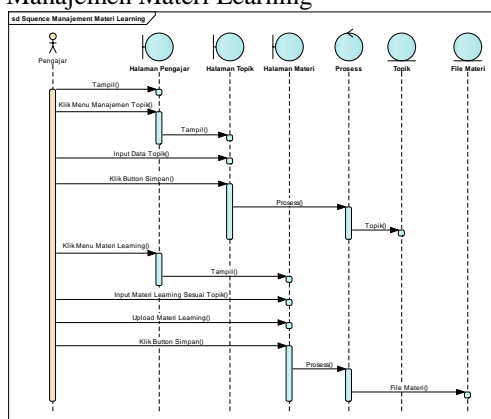 Manajemen Materi Learning
sd Squence Manajement Materi Learning
Pengajar
Halaman Pengajar
Halaman Topik
Halaman Materi
Prosess
Topik
File Materi
Tampil()
Klik Menu Manajemen Topik()
Tampil()
Input Data Topik()
Klik Button Simpan()
Prosess()
Topik()
Klik Menu Materi Learning()
Tampil()
Input Materi Learning Sesuai Topik()
Upload Materi Learning()
Klik Button Simpan()
Prosess()
File Materi()